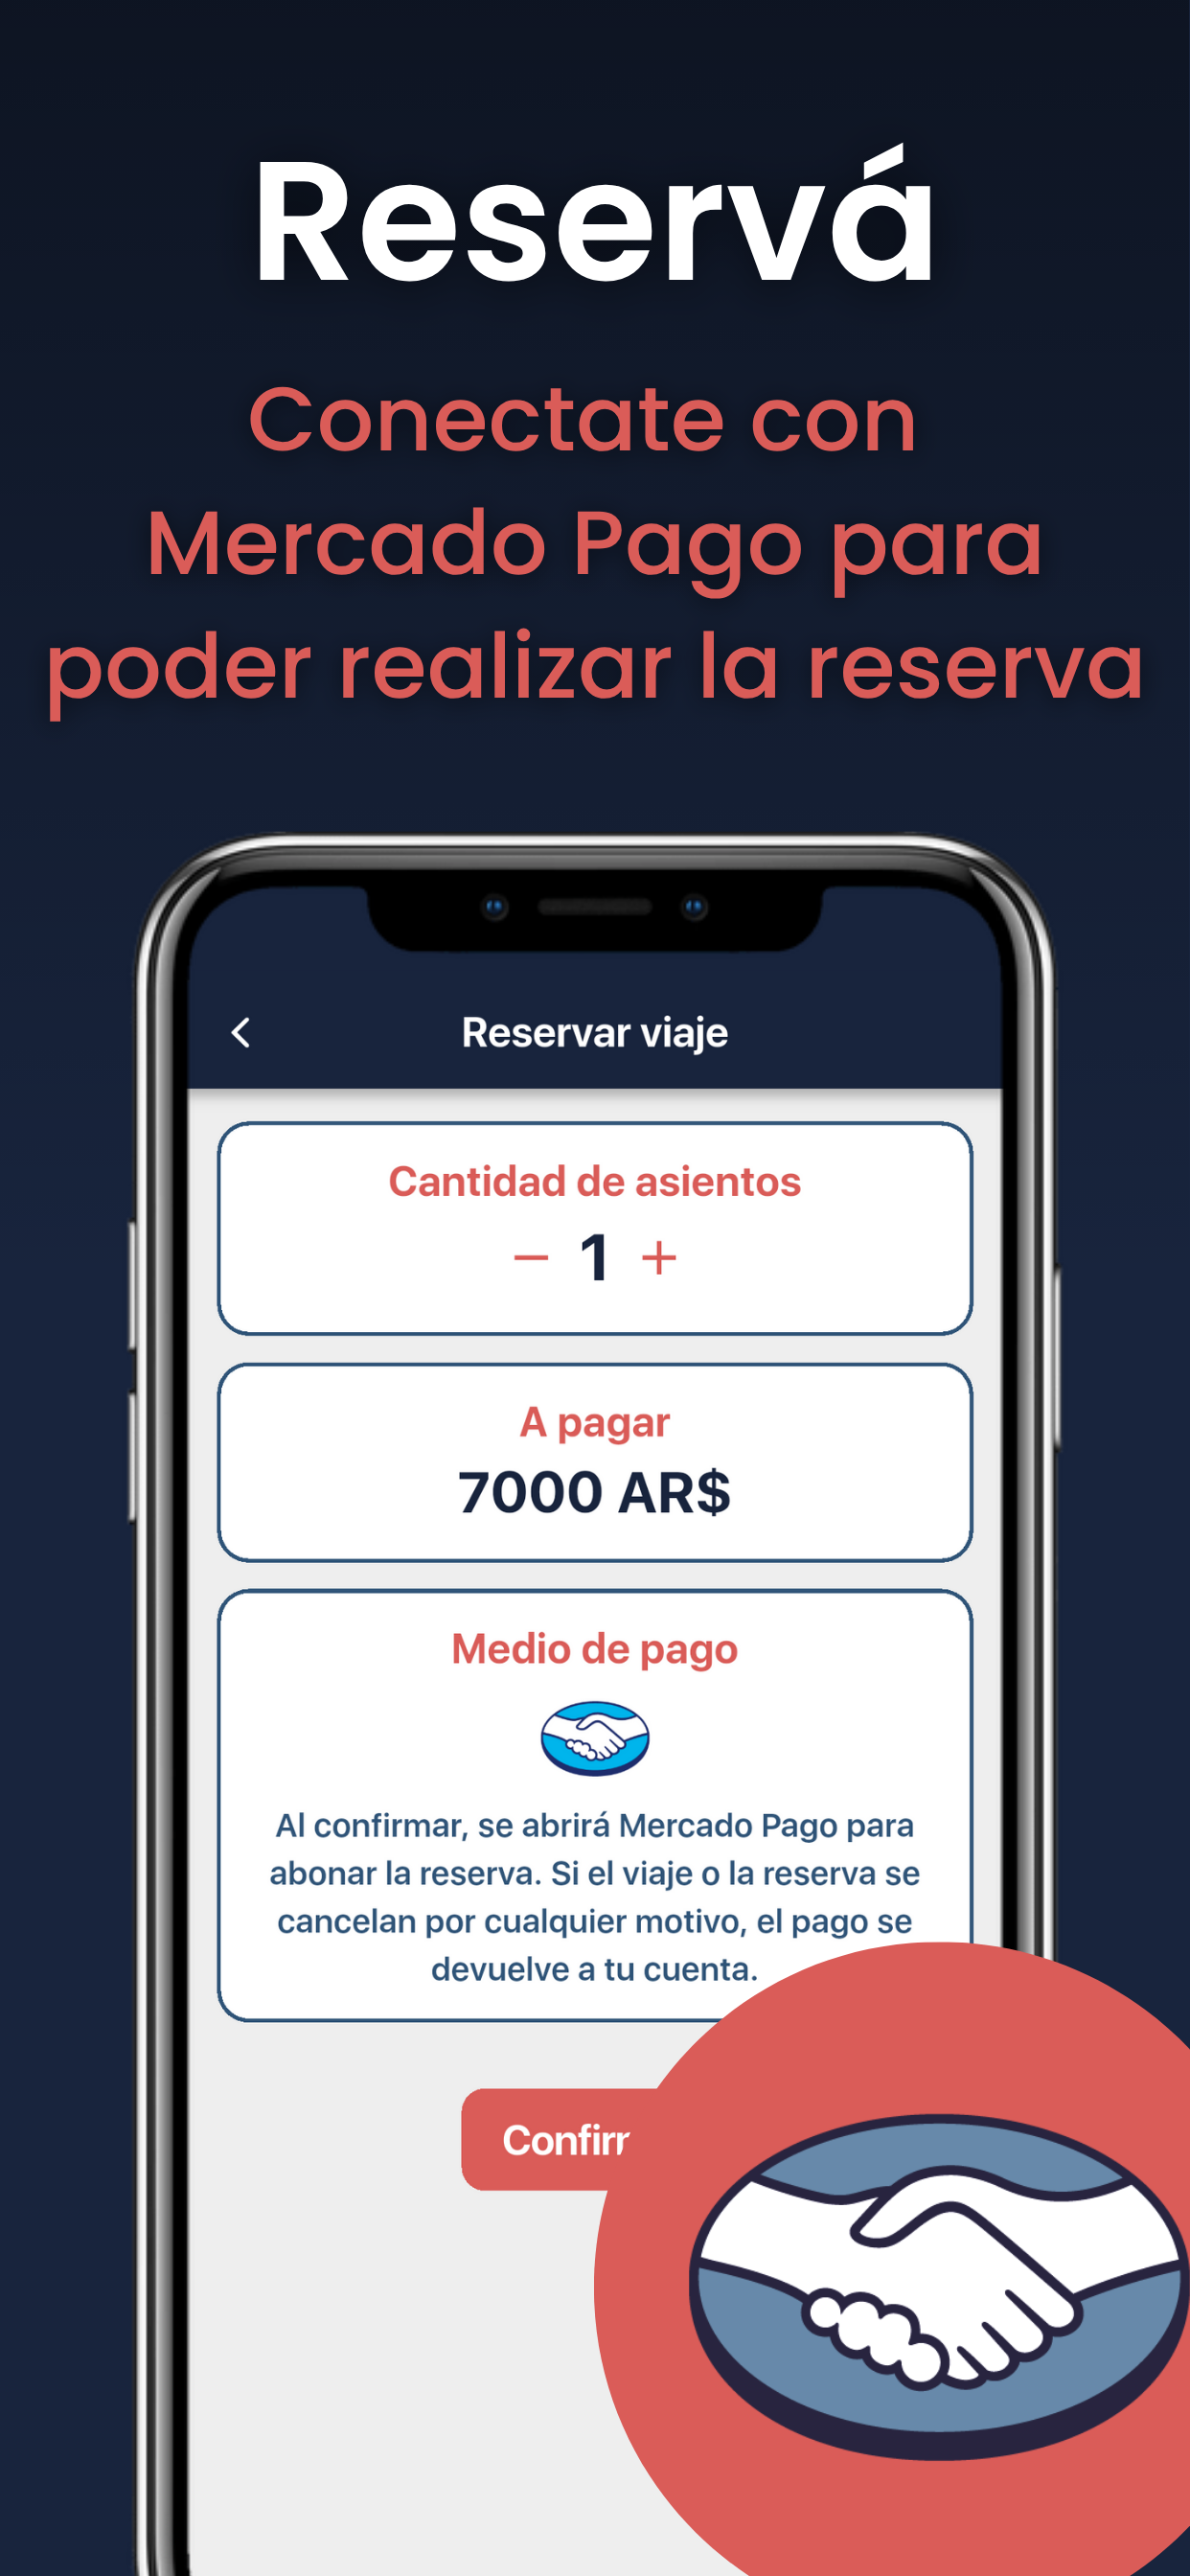 Reservá
Conectate con
Mercado Pago para
poder realizar la reserva
Reservar viaje
Cantidad de asientos
− 1 +
A pagar
7000 AR$
Medio de pago
Al confirmar, se abrirá Mercado Pago para
abonar la reserva. Si el viaje o la reserva se
cancelan por cualquier motivo, el pago se
devuelve a tu cuenta.